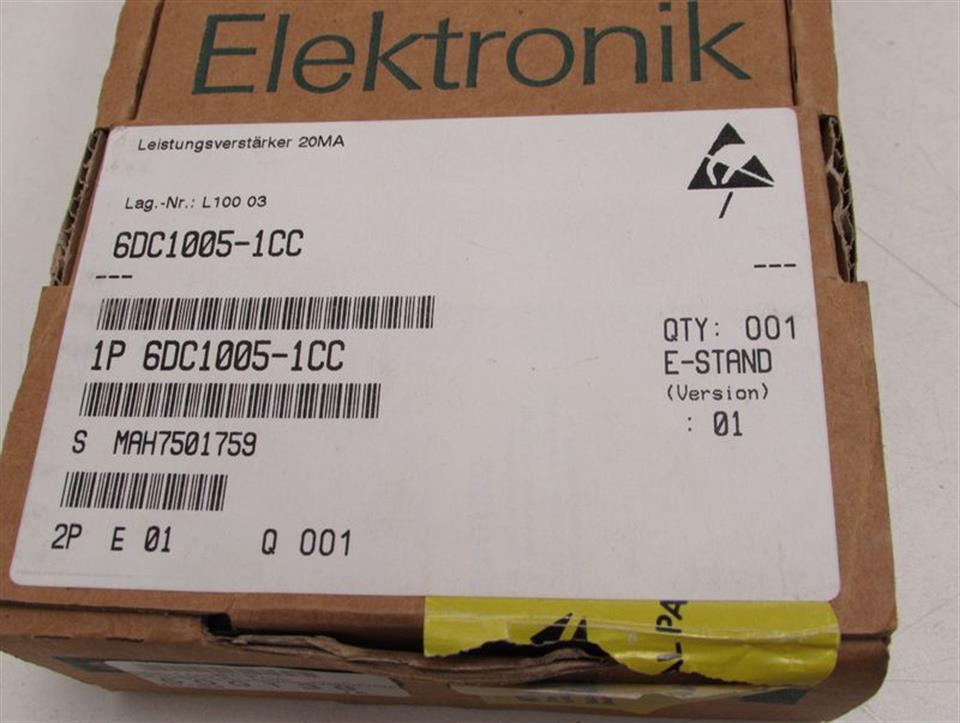 Elektronik
Leistungsverstärker 20MA
Lag.-Nr.: L100 03
6DC1005-1CC
---
---
1P 6DC1005-1CC
QTY: 001
E-STAND
(Version)
: 01
S MAH7501759
2P E 01 Q 001